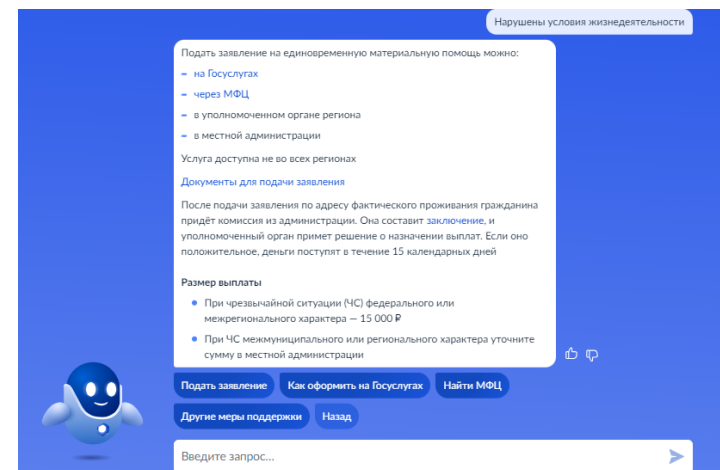 Нарушены условия жизнедеятельности
Подать заявление на единовременную материальную помощь можно:
– на Госуслугах
– через МФЦ
– в уполномоченном органе региона
– в местной администрации
Услуга доступна не во всех регионах
Документы для подачи заявления
После подачи заявления по адресу фактического проживания гражданина
придёт комиссия из администрации. Она составит заключение, и
уполномоченный орган примет решение о назначении выплат. Если оно
положительное, деньги поступят в течение 15 календарных дней
Размер выплаты
• При чрезвычайной ситуации (ЧС) федерального или
межрегионального характера — 15 000 ₽
• При ЧС межмуниципального или регионального характера уточните
сумму в местной администрации
Подать заявление Как оформить на Госуслугах Найти МФЦ
Другие меры поддержки Назад
Введите запрос...